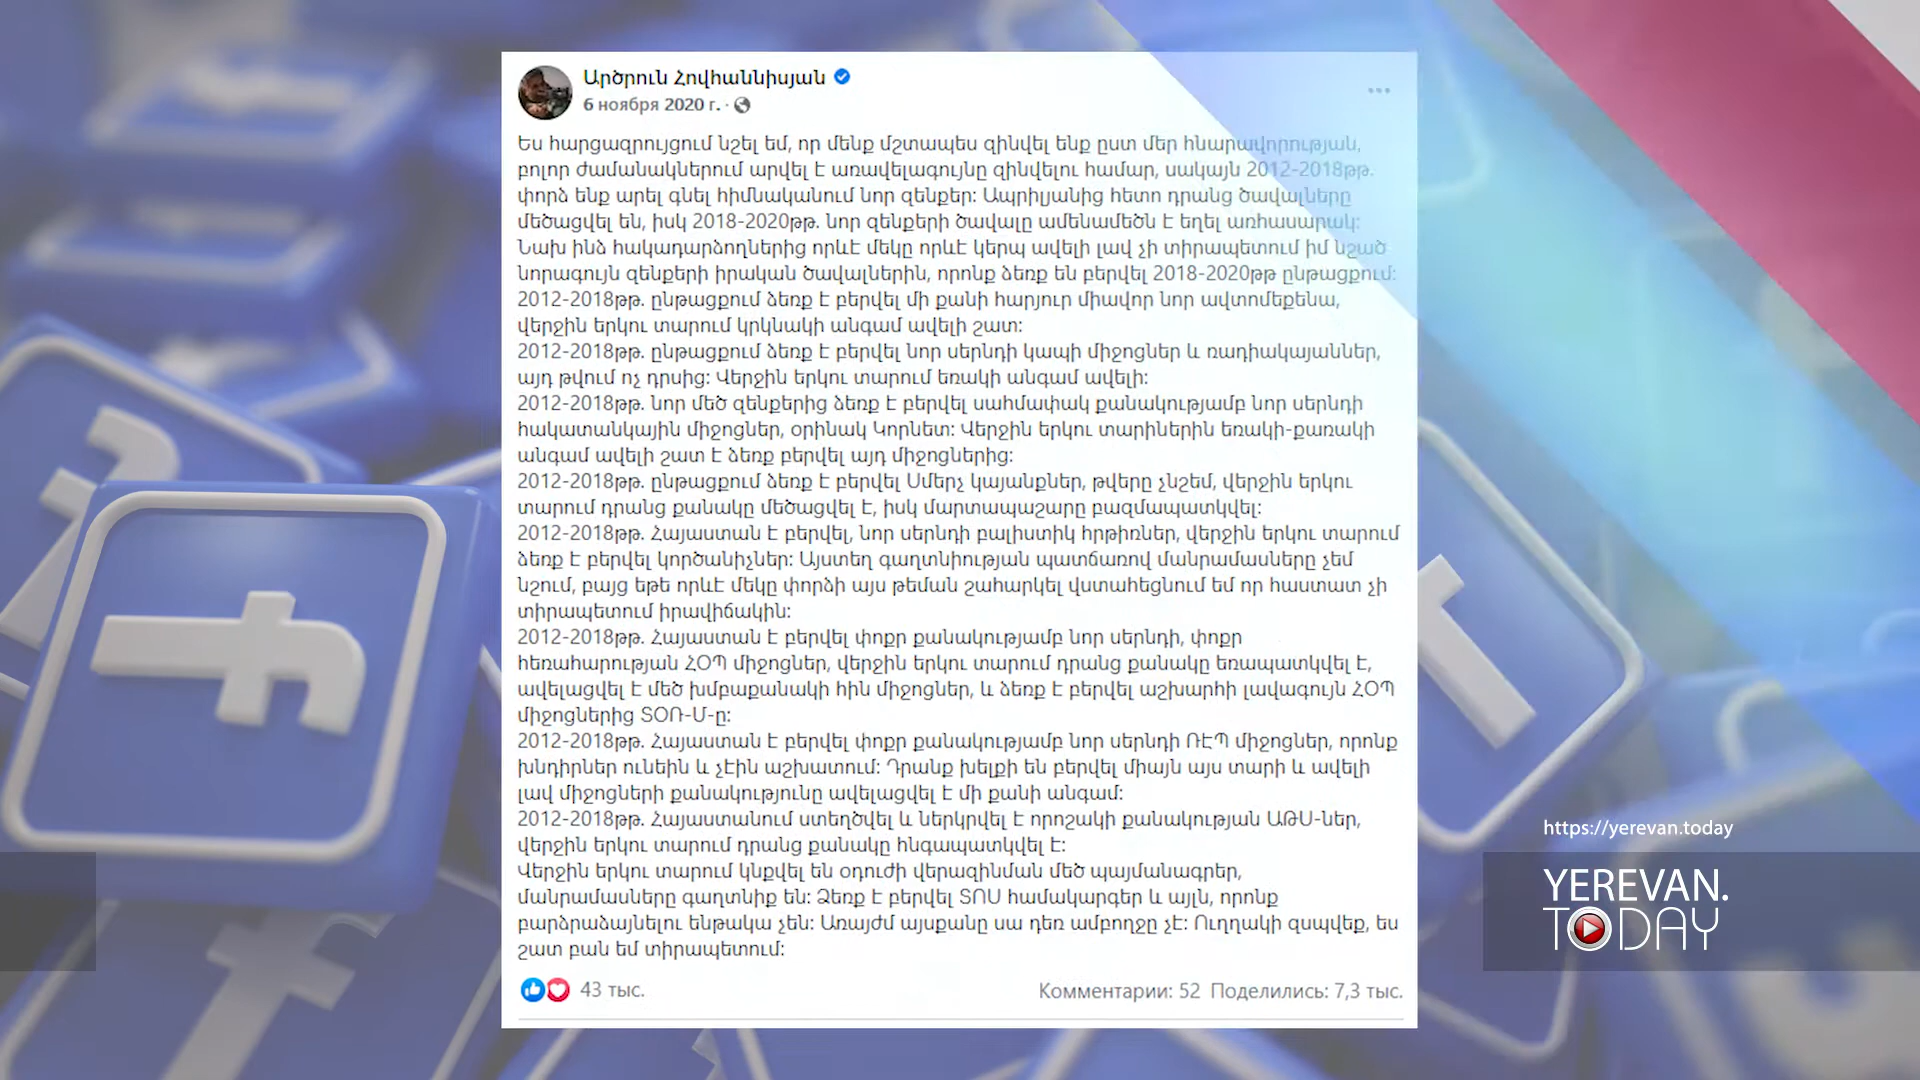 Արծրուն Հովհաննիսյան
6 ноября 2020 г. ·
Ես հարցազրույցում նշել եմ, որ մենք մշտապես զինվել ենք ըստ մեր հնարավորության,
բոլոր ժամանակներում արվել է առավելագույնը զինվելու համար, սակայն 2012-2018թթ.
փորձ ենք արել գնել հիմնականում նոր զենքեր: Ապրիլյանից հետո դրանց ծավալները
մեծացվել են, իսկ 2018-2020թթ. նոր զենքերի ծավալը ամենամեծն է եղել առհասարակ:
Նախ ինձ հակադարձողներից որևէ մեկը որևէ կերպ ավելի լավ չի տիրապետում իմ նշած
նորագույն զենքերի իրական ծավալներին, որոնք ձեռք են բերվել 2018-2020թթ ընթացքում:
2012-2018թթ. ընթացքում ձեռք է բերվել մի քանի հարյուր միավոր նոր ավտոմեքենա,
վերջին երկու տարում կրկնակի անգամ ավելի շատ:
2012-2018թթ. ընթացքում ձեռք է բերվել նոր սերնդի կապի միջոցներ և ռադիակայաններ,
այդ թվում ոչ դրսից: Վերջին երկու տարում եռակի անգամ ավելի:
2012-2018թթ. նոր մեծ զենքերից ձեռք է բերվել սահմափակ քանակությամբ նոր սերնդի
հակատանկային միջոցներ, օրինակ Կորնետ: Վերջին երկու տարիներին եռակի-քառակի
անգամ ավելի շատ է ձեռք բերվել այդ միջոցներից:
2012-2018թթ. ընթացքում ձեռք է բերվել Սմերչ կայանքներ, թվերը չնշեմ, վերջին երկու
տարում դրանց քանակը մեծացվել է, իսկ մարտապաշարը բազմապատկվել:
2012-2018թթ. Հայաստան է բերվել, նոր սերնդի բալիստիկ հրթիռներ, վերջին երկու տարում
ձեռք է բերվել կործանիչներ: Այստեղ գաղտնիության պատճառով մանրամասները չեմ
նշում, բայց եթե որևէ մեկը փորձի այս թեման շահարկել վստահեցնում եմ որ հաստատ չի
տիրապետում իրավիճակին:
2012-2018թթ. Հայաստան է բերվել փոքր քանակությամբ նոր սերնդի, փոքր
հեռահարության ՀՕՊ միջոցներ, վերջին երկու տարում դրանց քանակը եռապատկվել է,
ավելացվել է մեծ խմբաքանակի հին միջոցներ, և ձեռք է բերվել աշխարհի լավագույն ՀՕՊ
միջոցներից ՏՕՌ-Մ-ը:
2012-2018թթ. Հայաստան է բերվել փոքր քանակությամբ նոր սերնդի ՌԷՊ միջոցներ, որոնք
խնդիրներ ունեին և չէին աշխատում: Դրանք խելքի են բերվել միայն այս տարի և ավելի
լավ միջոցների քանակությունը ավելացվել է մի քանի անգամ:
2012-2018թթ. Հայաստանում ստեղծվել և ներկրվել է որոշակի քանակության ԱԹՍ-ներ,
վերջին երկու տարում դրանց քանակը հնգապատկվել է:
Վերջին երկու տարում կնքվել են օդուժի վերազինման մեծ պայմանագրեր,
մանրամասները գաղտնիք են: Ձեռք է բերվել ՏՈՍ համակարգեր և այլն, որոնք
բարձրաձայնելու ենթակա չեն: Առայժմ այսքանը սա դեռ ամբողջը չէ: Ուղղակի զսպվեք, ես
շատ բան եմ տիրապետում:
43 тыс.
Комментарии: 52 Поделились: 7,3 тыс.
https://yerevan.today
YEREVAN.
TODAY